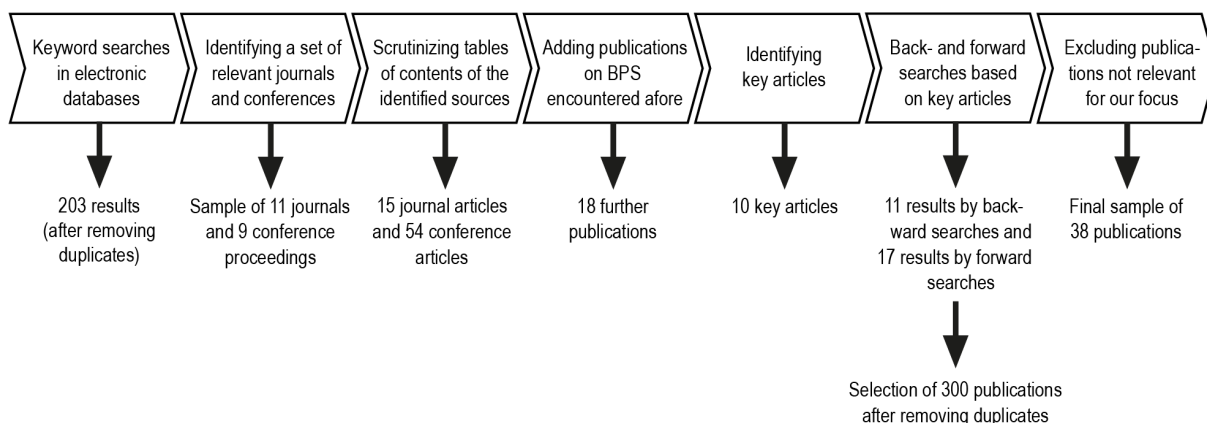 Keyword searches
in electronic
databases
Identifying a set of
relevant journals
and conferences
Scrutinizing tables
of contents of the
identified sources
Adding publications
on BPS
encountered afore
Identifying
key articles
Back- and forward
searches based
on key articles
Excluding publica-
tions not relevant
for our focus
203 results
(after removing
duplicates)
Sample of 11 journals
and 9 conference
proceedings
15 journal articles
and 54 conference
articles
18 further
publications
10 key articles
11 results by back-
ward searches and
17 results by forward
searches
Final sample of
38 publications
Selection of 300 publications
after removing duplicates